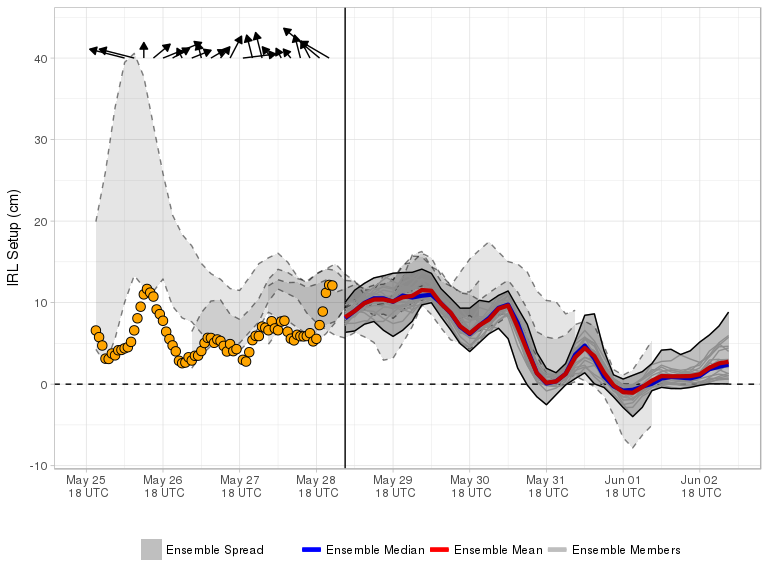 40
30
20
10
0
-10
IRL Setup (cm)
May 25 May 26 May 27 May 28 May 29 May 30 May 31 Jun 01 Jun 02
18 UTC 18 UTC 18 UTC 18 UTC 18 UTC 18 UTC 18 UTC 18 UTC 18 UTC
Ensemble Spread Ensemble Median Ensemble Mean Ensemble Members